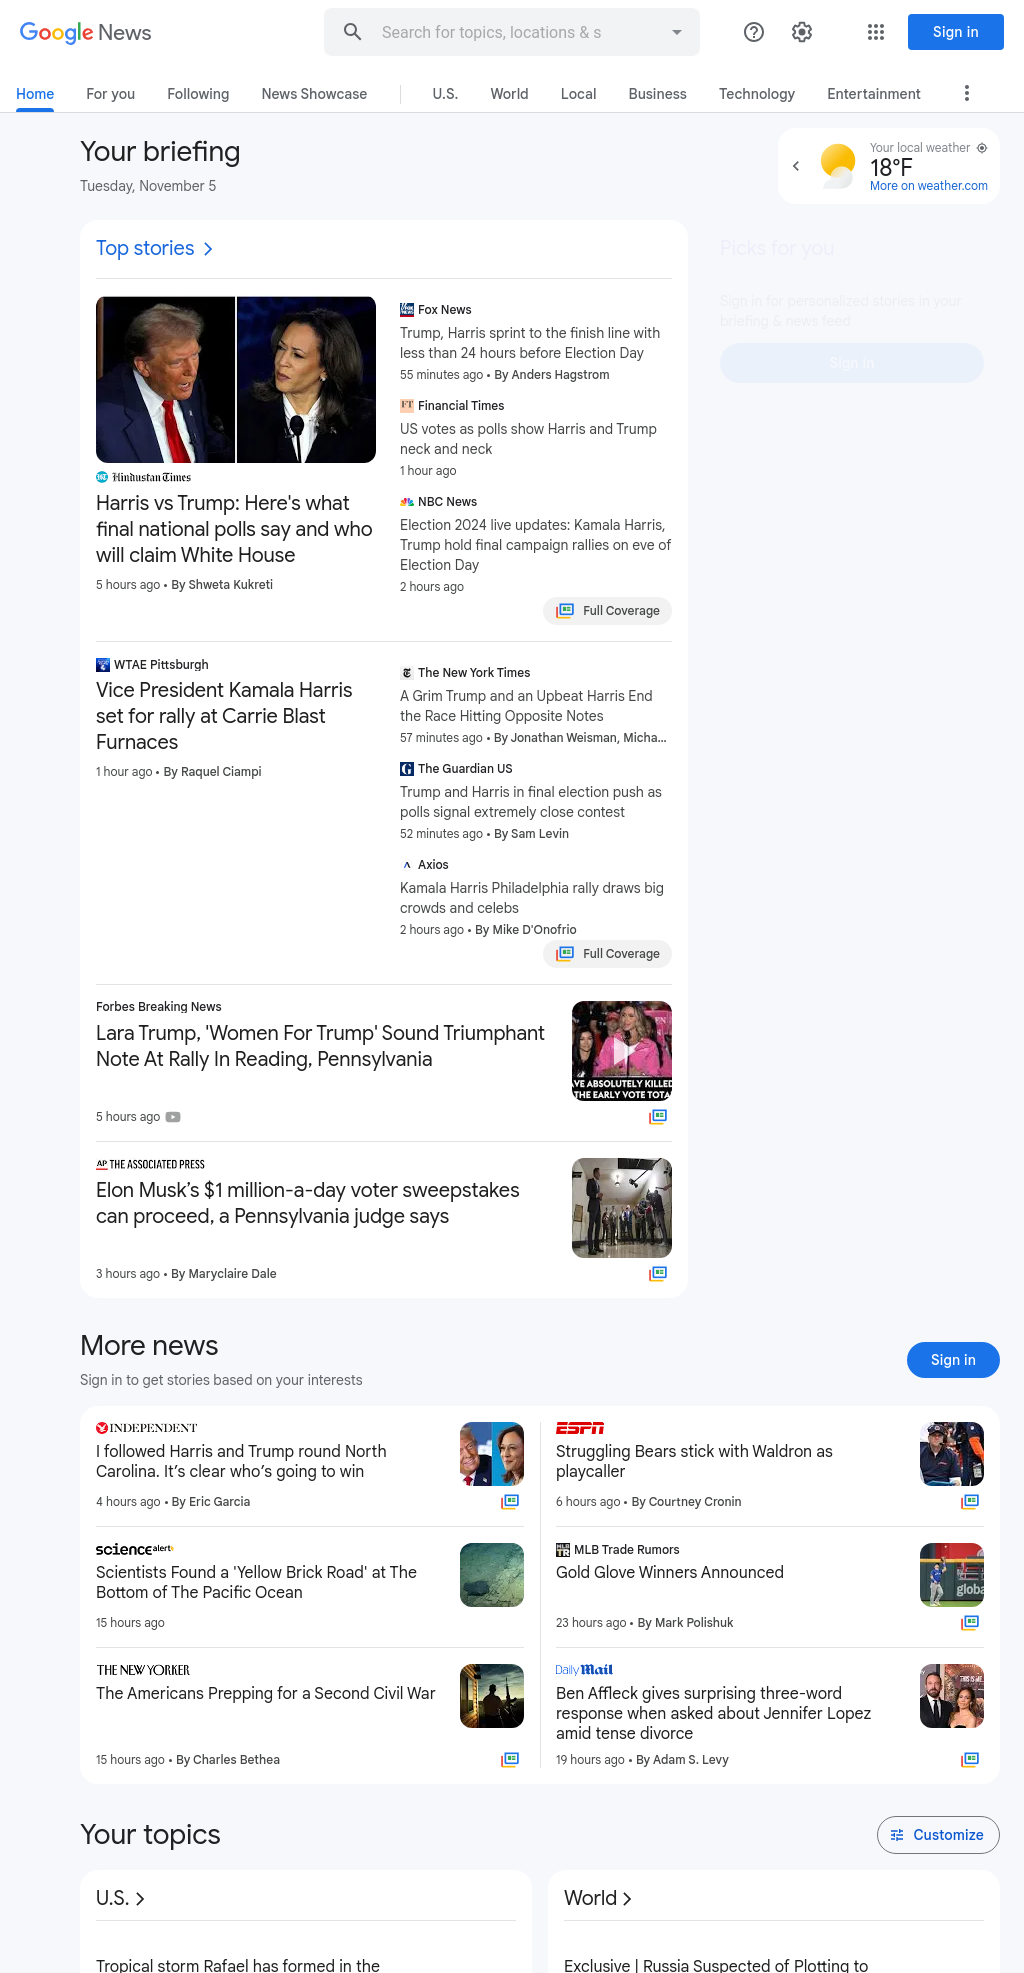 Google News
Search for topics, locations & s
Sign in
Home
For you
Following
News Showcase
U.S.
World
Local
Business
Technology
Entertainment
Your briefing
Tuesday, November 5
Your local weather
18°F
More on weather.com
Top stories
Picks for you
Sign in for personalized stories in your
briefing & news feed
Sign in
Hindustan Times
Harris vs Trump: Here's what
final national polls say and who
will claim White House
5 hours ago • By Shweta Kukreti
Fox News
Trump, Harris sprint to the finish line with
less than 24 hours before Election Day
55 minutes ago • By Anders Hagstrom
FT
Financial Times
US votes as polls show Harris and Trump
neck and neck
1 hour ago
NBC News
Election 2024 live updates: Kamala Harris,
Trump hold final campaign rallies on eve of
Election Day
2 hours ago
Full Coverage
WTAE Pittsburgh
Vice President Kamala Harris
set for rally at Carrie Blast
Furnaces
1 hour ago • By Raquel Ciampi
The New York Times
A Grim Trump and an Upbeat Harris End
the Race Hitting Opposite Notes
57 minutes ago • By Jonathan Weisman, Micha...
The Guardian US
Trump and Harris in final election push as
polls signal extremely close contest
52 minutes ago • By Sam Levin
Axios
Kamala Harris Philadelphia rally draws big
crowds and celebs
2 hours ago • By Mike D'Onofrio
Full Coverage
Forbes Breaking News
Lara Trump, 'Women For Trump' Sound Triumphant
Note At Rally In Reading, Pennsylvania
5 hours ago
VE ABSOLUTELY KILLED
THE EARLY VOTE TOTA
AP THE ASSOCIATED PRESS
Elon Musk’s $1 million-a-day voter sweepstakes
can proceed, a Pennsylvania judge says
3 hours ago • By Maryclaire Dale
More news
Sign in to get stories based on your interests
Sign in
INDEPENDENT
I followed Harris and Trump round North
Carolina. It’s clear who’s going to win
4 hours ago • By Eric Garcia
ESPN
Struggling Bears stick with Waldron as
playcaller
6 hours ago • By Courtney Cronin
sciencealert
Scientists Found a 'Yellow Brick Road' at The
Bottom of The Pacific Ocean
15 hours ago
MLB TR
MLB Trade Rumors
Gold Glove Winners Announced
23 hours ago • By Mark Polishuk
globa
THE NEW YORKER
The Americans Prepping for a Second Civil War
15 hours ago • By Charles Bethea
Daily Mail
Ben Affleck gives surprising three-word
response when asked about Jennifer Lopez
amid tense divorce
19 hours ago • By Adam S. Levy
THIS IS ME
Your topics
Customize
U.S.
World
Tropical storm Rafael has formed in the
Exclusive | Russia Suspected of Plotting to